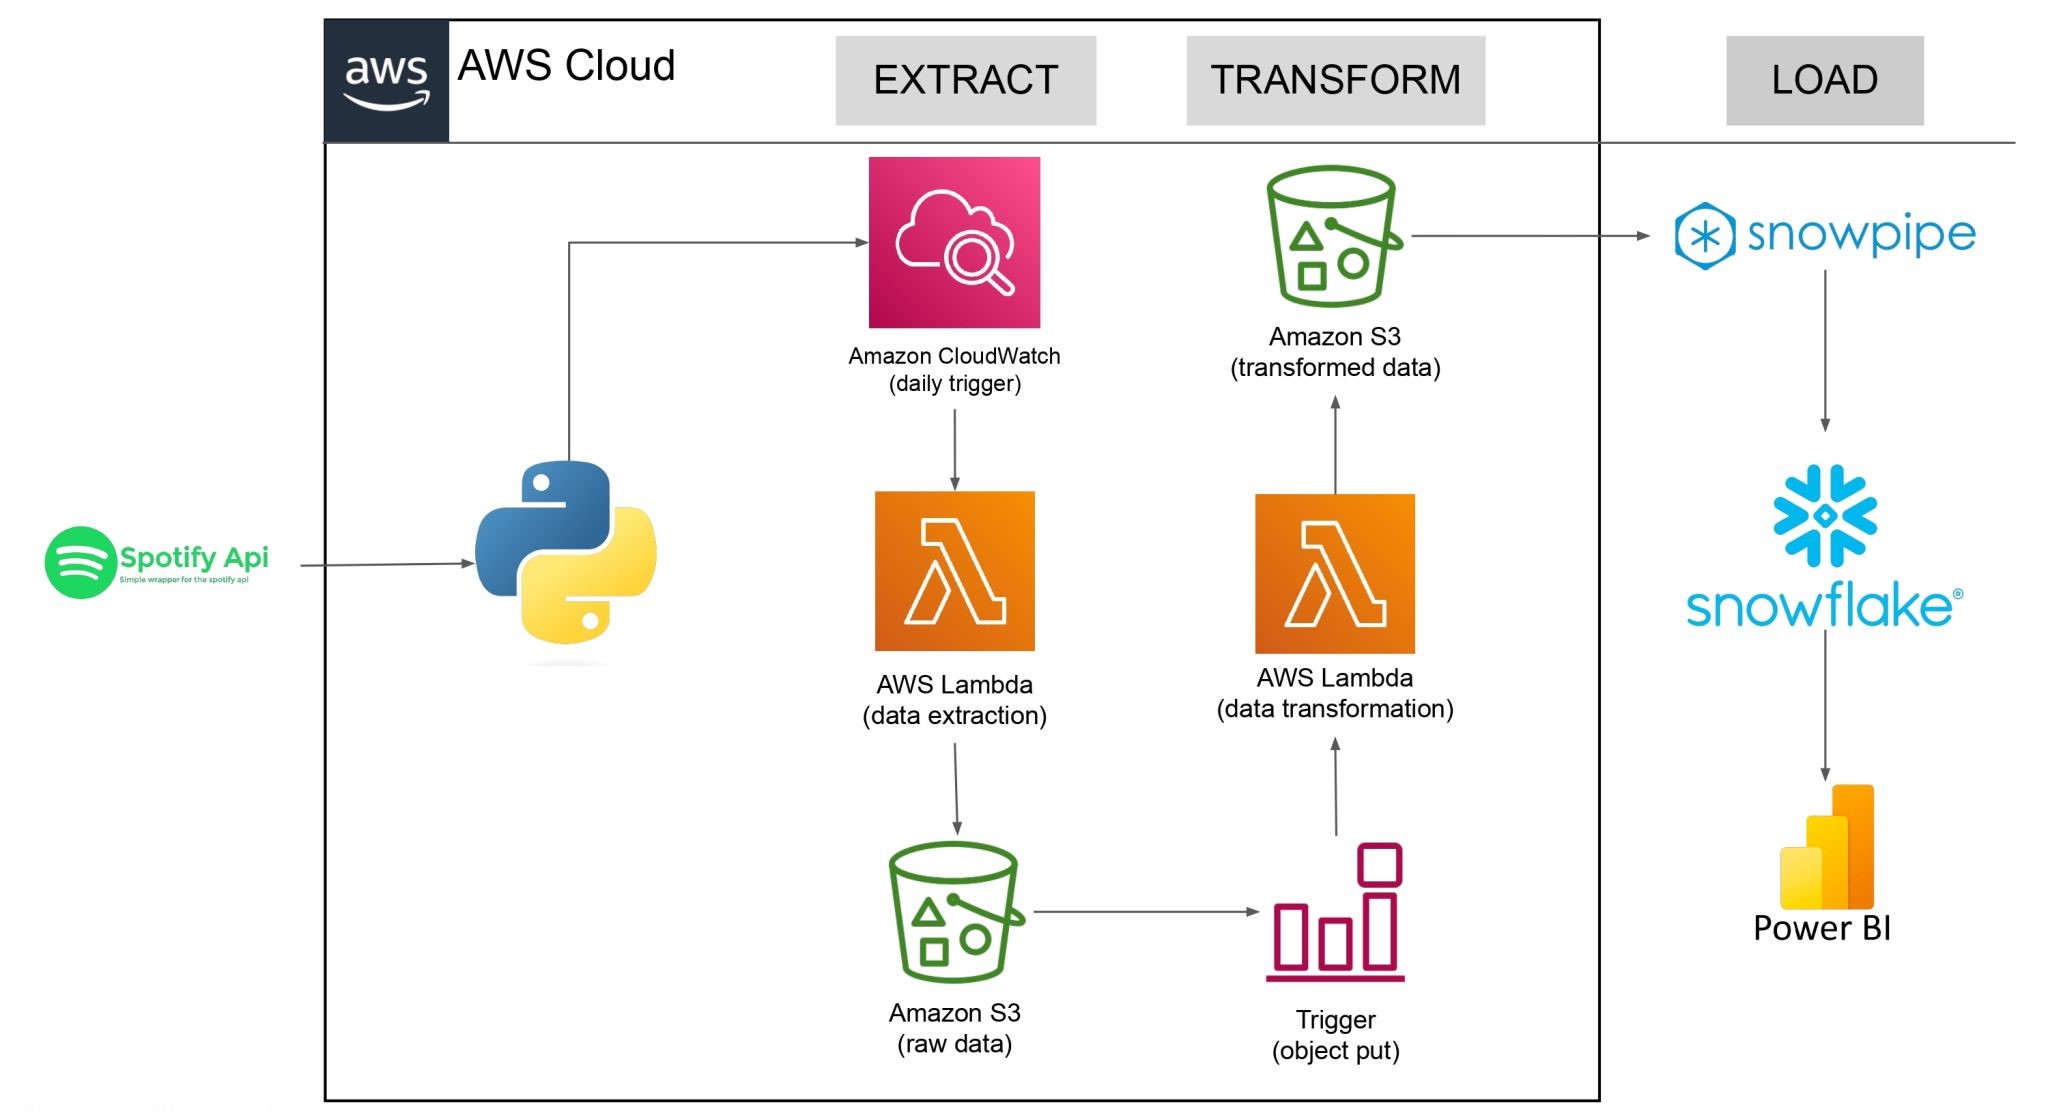 aws
AWS Cloud
EXTRACT
TRANSFORM
LOAD
Amazon CloudWatch
(daily trigger)
Amazon S3
(transformed data)
snowpipe
Spotify Api
Simple wrapper for the spotify api
AWS Lambda
(data extraction)
AWS Lambda
(data transformation)
snowflake®
Amazon S3
(raw data)
Trigger
(object put)
Power BI